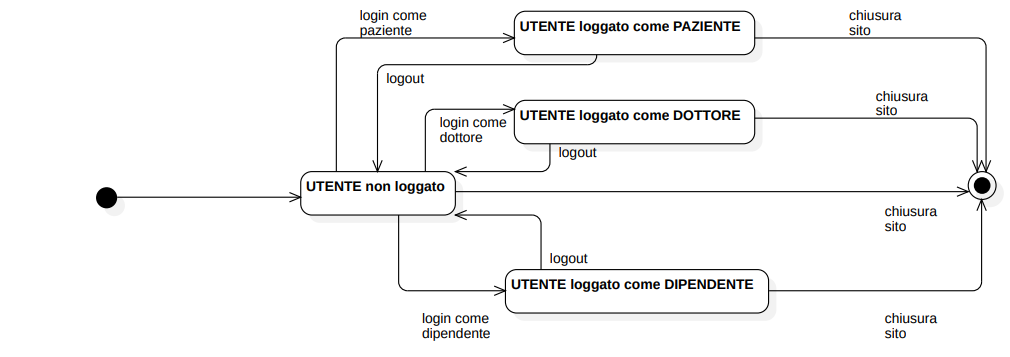 login come
paziente
UTENTE loggato come PAZIENTE
chiusura
sito
logout
login come
dottore
UTENTE loggato come DOTTORE
chiusura
sito
logout
UTENTE non loggato
chiusura
sito
logout
UTENTE loggato come DIPENDENTE
login come
dipendente
chiusura
sito